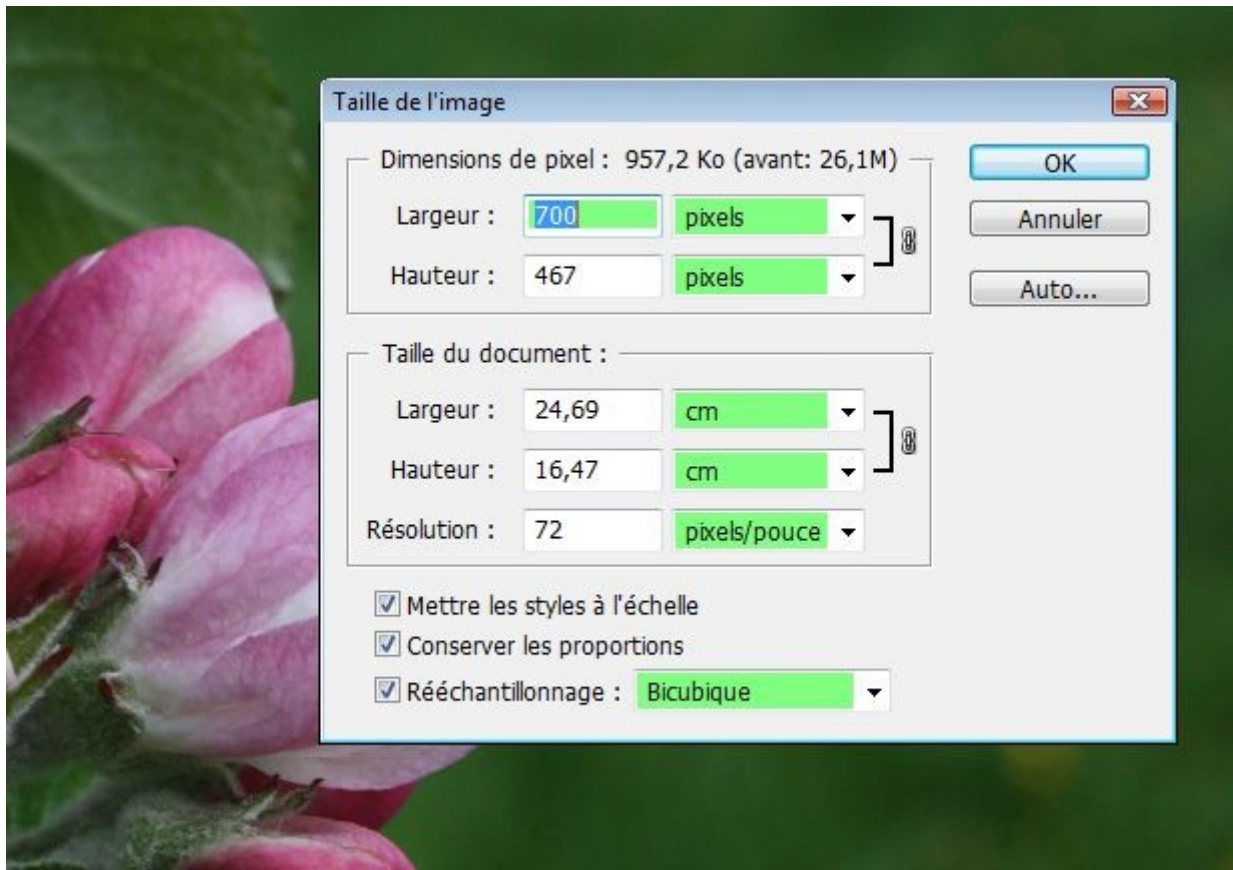 Taille de l'image
Dimensions de pixel : 957,2 Ko (avant: 26,1M)
OK
Largeur : 700 pixels
Annuler
Hauteur : 467 pixels
Auto...
Taille du document :
Largeur : 24,69 cm
Hauteur : 16,47 cm
Résolution : 72 pixels/pouce
Mettre les styles à l'échelle
Conserver les proportions
Rééchantillonnage : Bicubique